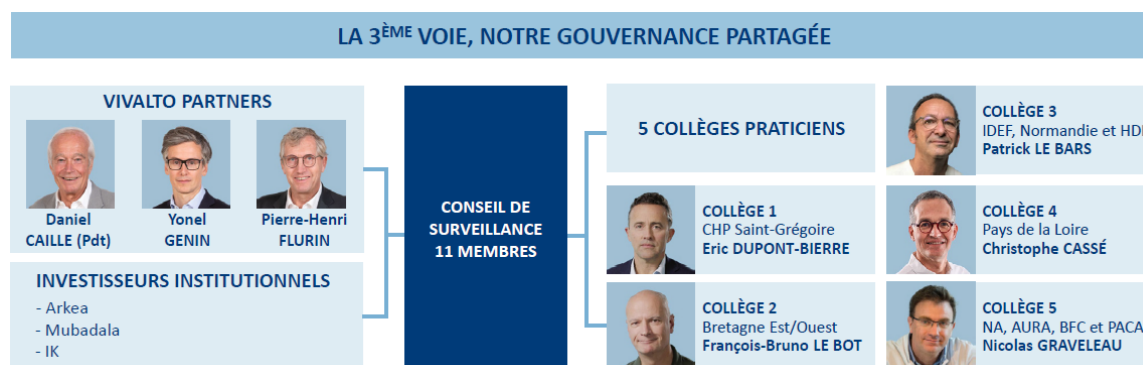 LA 3ÈME VOIE, NOTRE GOUVERNANCE PARTAGÉE
VIVALTO PARTNERS
Daniel
CAILLE (Pdt)
Yonel
GENIN
Pierre-Henri
FLURIN
INVESTISSEURS INSTITUTIONNELS
- Arkea
- Mubadala
- IK
CONSEIL DE
SURVEILLANCE
11 MEMBRES
5 COLLÈGES PRATICIENS
COLLÈGE 1
CHP Saint-Grégoire
Eric DUPONT-BIERRE
COLLÈGE 2
Bretagne Est/Ouest
François-Bruno LE BOT
COLLÈGE 3
IDEF, Normandie et HD
Patrick LE BARS
COLLÈGE 4
Pays de la Loire
Christophe CASSÉ
COLLÈGE 5
NA, AURA, BFC et PACA
Nicolas GRAVELEAU